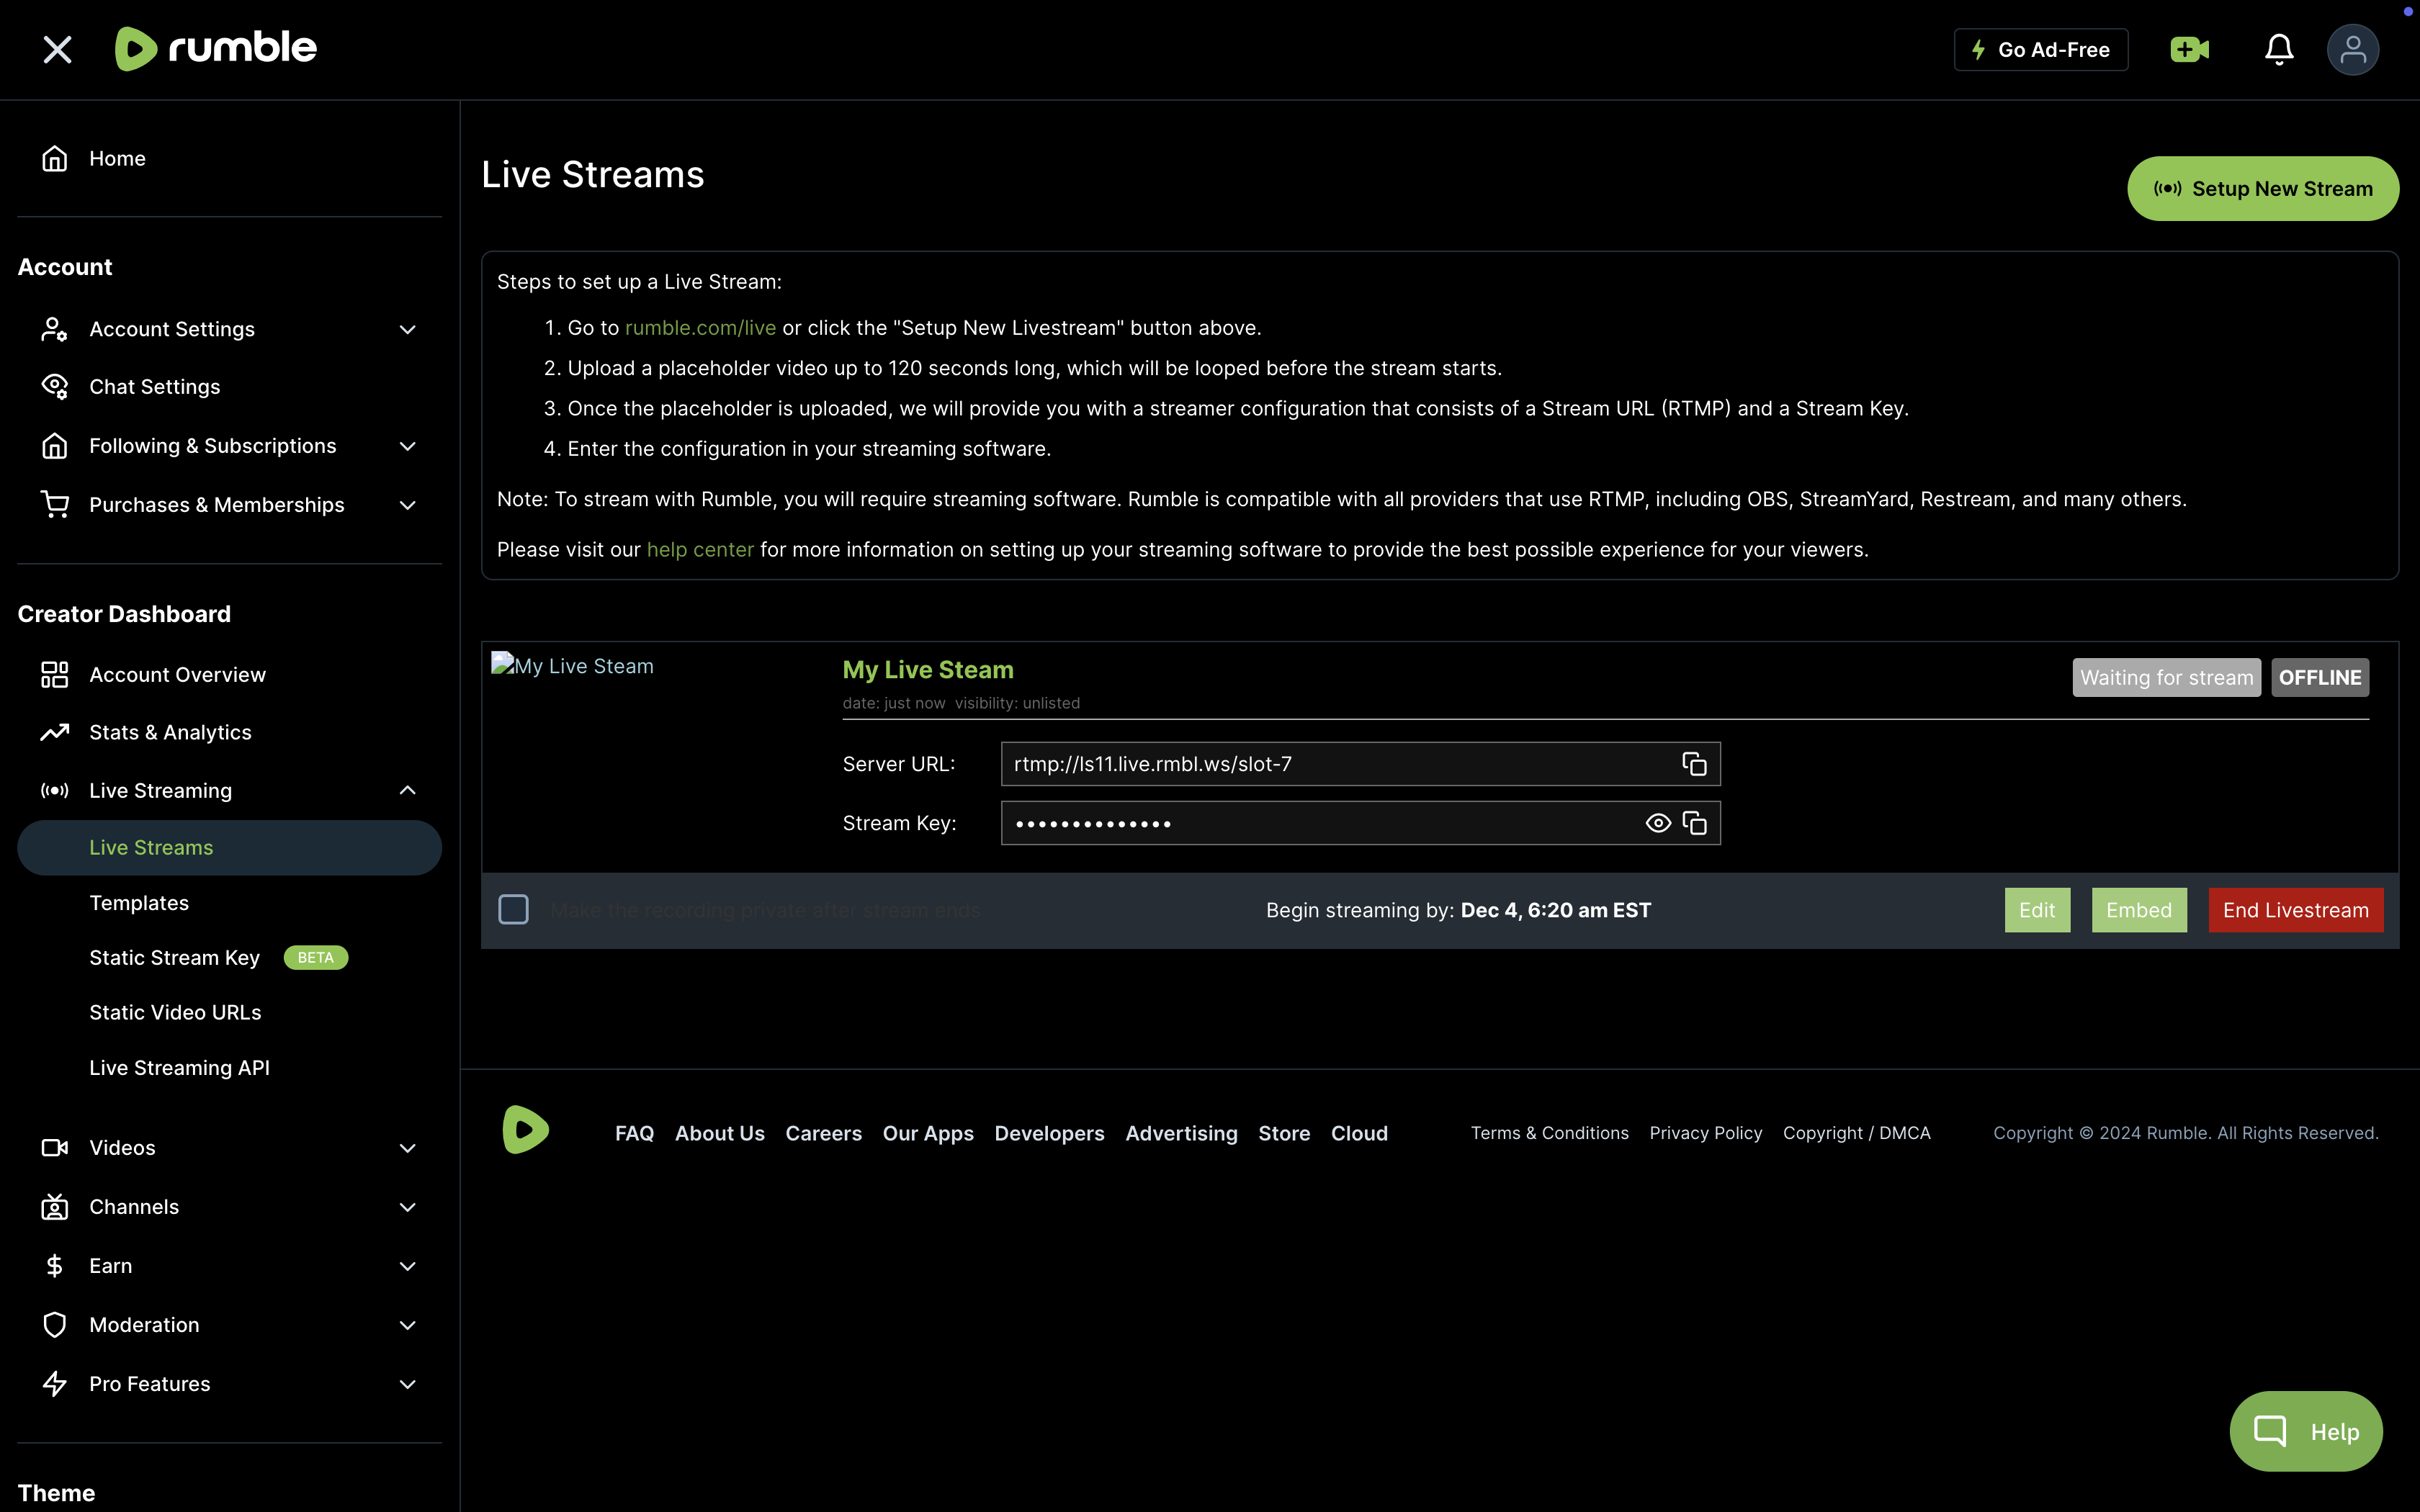 rumble
Go Ad-Free
Home
Account
Account Settings
Chat Settings
Following & Subscriptions
Purchases & Memberships
Creator Dashboard
Account Overview
Stats & Analytics
Live Streaming
Live Streams
Templates
Static Stream Key BETA
Static Video URLs
Live Streaming API
Videos
Channels
Earn
Moderation
Pro Features
Theme
Live Streams
Setup New Stream
Steps to set up a Live Stream:
1. Go to rumble.com/live or click the "Setup New Livestream" button above.
2. Upload a placeholder video up to 120 seconds long, which will be looped before the stream starts.
3. Once the placeholder is uploaded, we will provide you with a streamer configuration that consists of a Stream URL (RTMP) and a Stream Key.
4. Enter the configuration in your streaming software.
Note: To stream with Rumble, you will require streaming software. Rumble is compatible with all providers that use RTMP, including OBS, StreamYard, Restream, and many others.
Please visit our help center for more information on setting up your streaming software to provide the best possible experience for your viewers.
My Live Steam
My Live Steam
Waiting for stream OFFLINE
date: just now visibility: unlisted
Server URL: rtmp://ls11.live.rmbl.ws/slot-7
Stream Key: ••••••••••••••
Make the recording private after stream ends
Begin streaming by: Dec 4, 6:20 am EST
Edit Embed End Livestream
FAQ About Us Careers Our Apps Developers Advertising Store Cloud
Terms & Conditions Privacy Policy Copyright / DMCA
Copyright © 2024 Rumble. All Rights Reserved.
Help